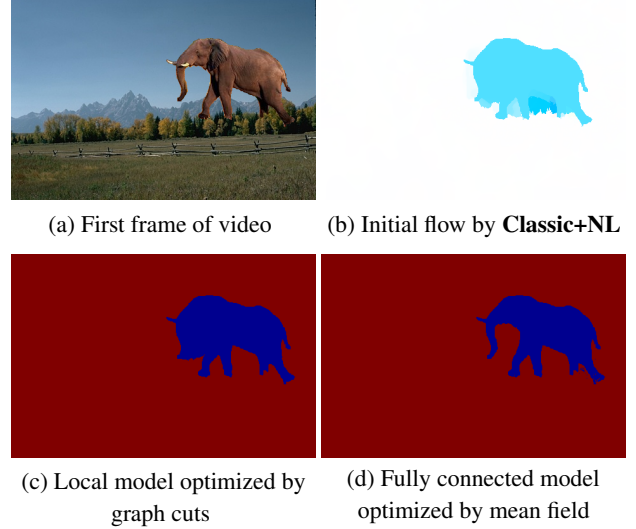 (a) First frame of video
(b) Initial flow by Classic+NL
(c) Local model optimized by
graph cuts
(d) Fully connected model
optimized by mean field